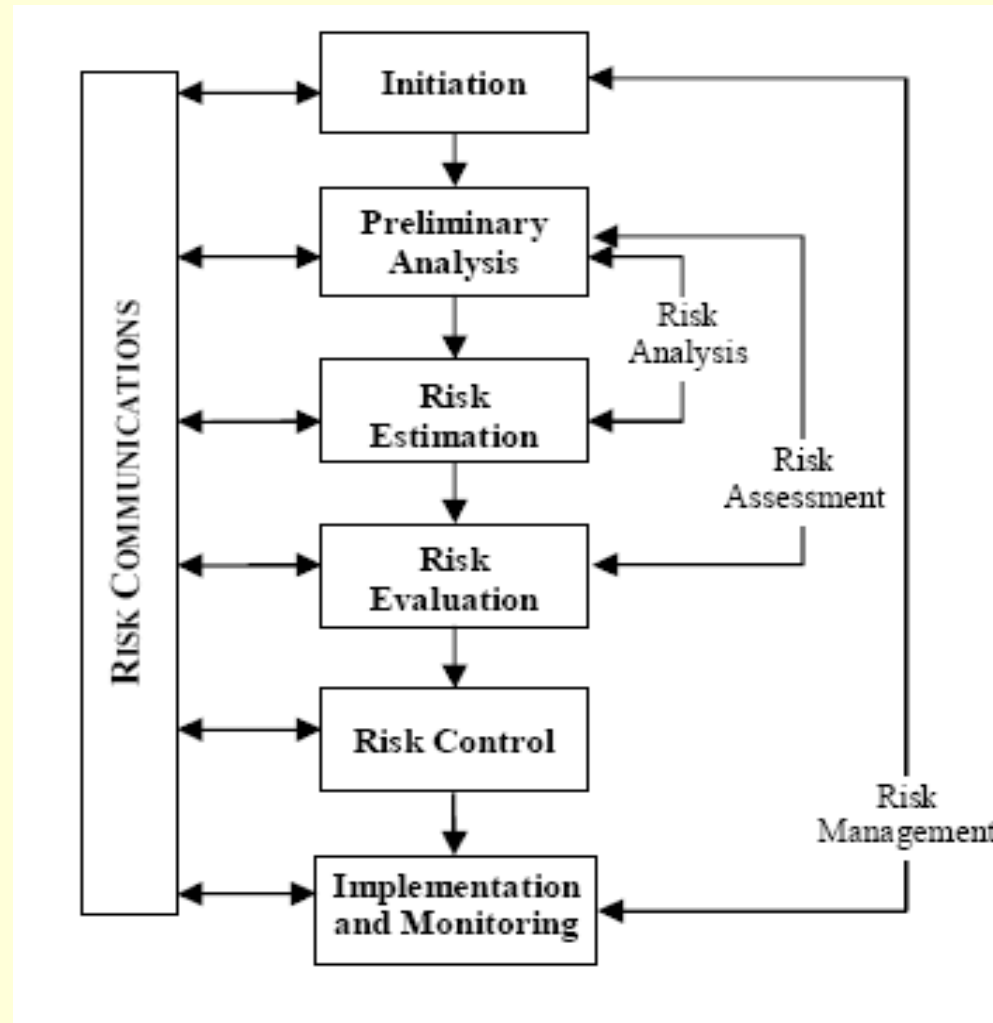 Initiation
Preliminary
Analysis
Risk
Analysis
Risk
Estimation
Risk
Assessment
Risk
Evaluation
Risk Control
Risk
Management
Implementation
and Monitoring
RISK COMMUNICATIONS